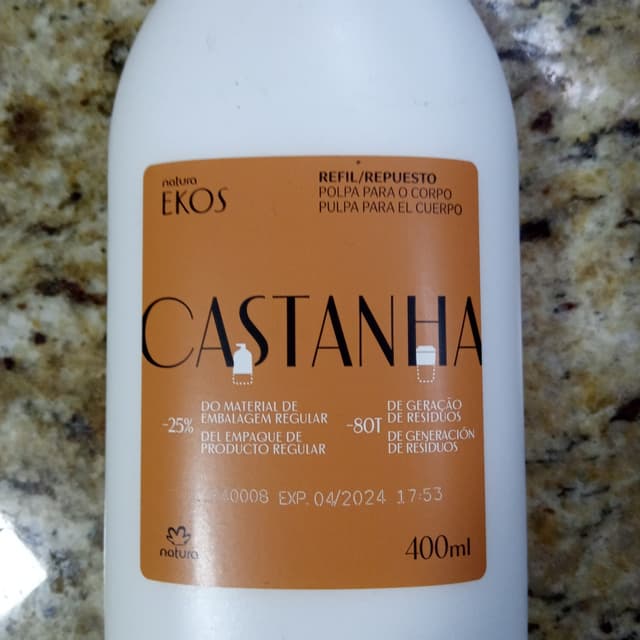 natura
EKOS
REFIL/REPUESTO
POLPA PARA O CORPO
PULPA PARA EL CUERPO
CASTANHA
-25%
DO MATERIAL DE
EMBALAGEM REGULAR
DEL EMPAQUE DE
PRODUCTO REGULAR
-80T
DE GERAÇÃO
DE RESÍDUOS
DE GENERACIÓN
DE RESIDUOS
EXP. 04/2024 17:53
natura
400ml